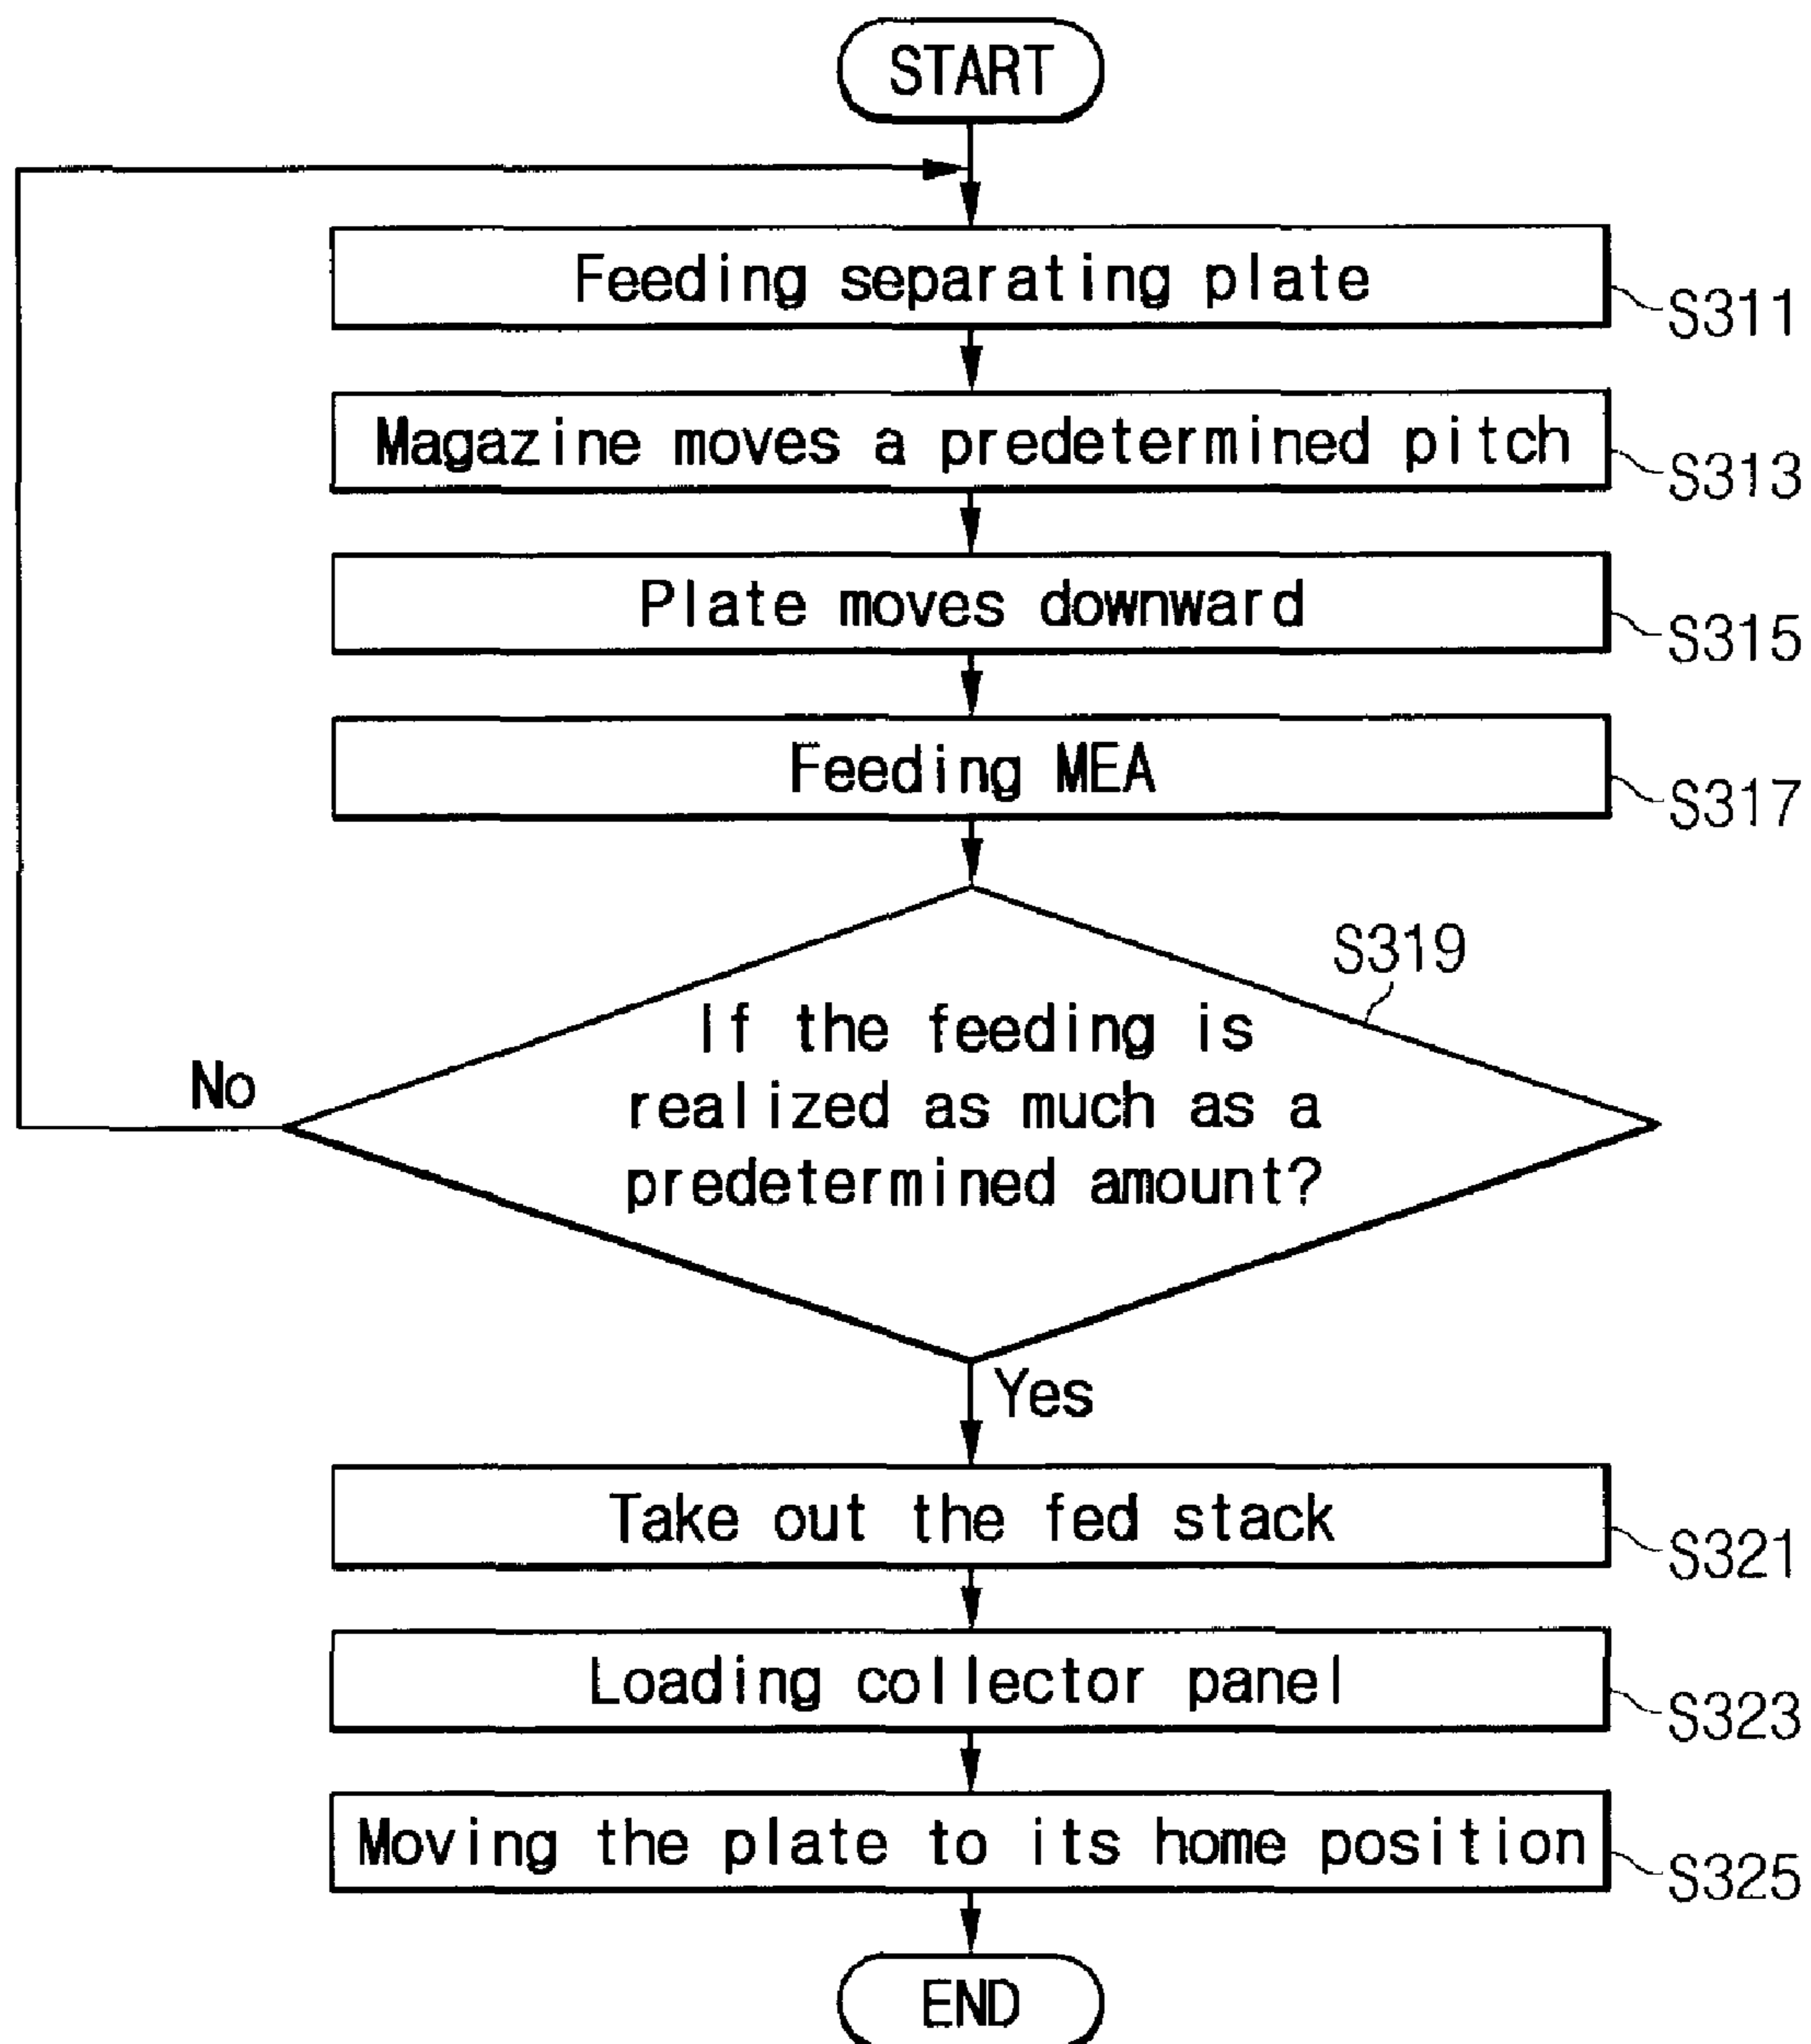 START
Feeding separating plate
S311
Magazine moves a predetermined pitch
S313
Plate moves downward
S315
Feeding MEA
S317
S319
If the feeding is
realized as much as a
predetermined amount?
No
Yes
Take out the fed stack
S321
Loading collector panel
S323
Moving the plate to its home position
S325
END